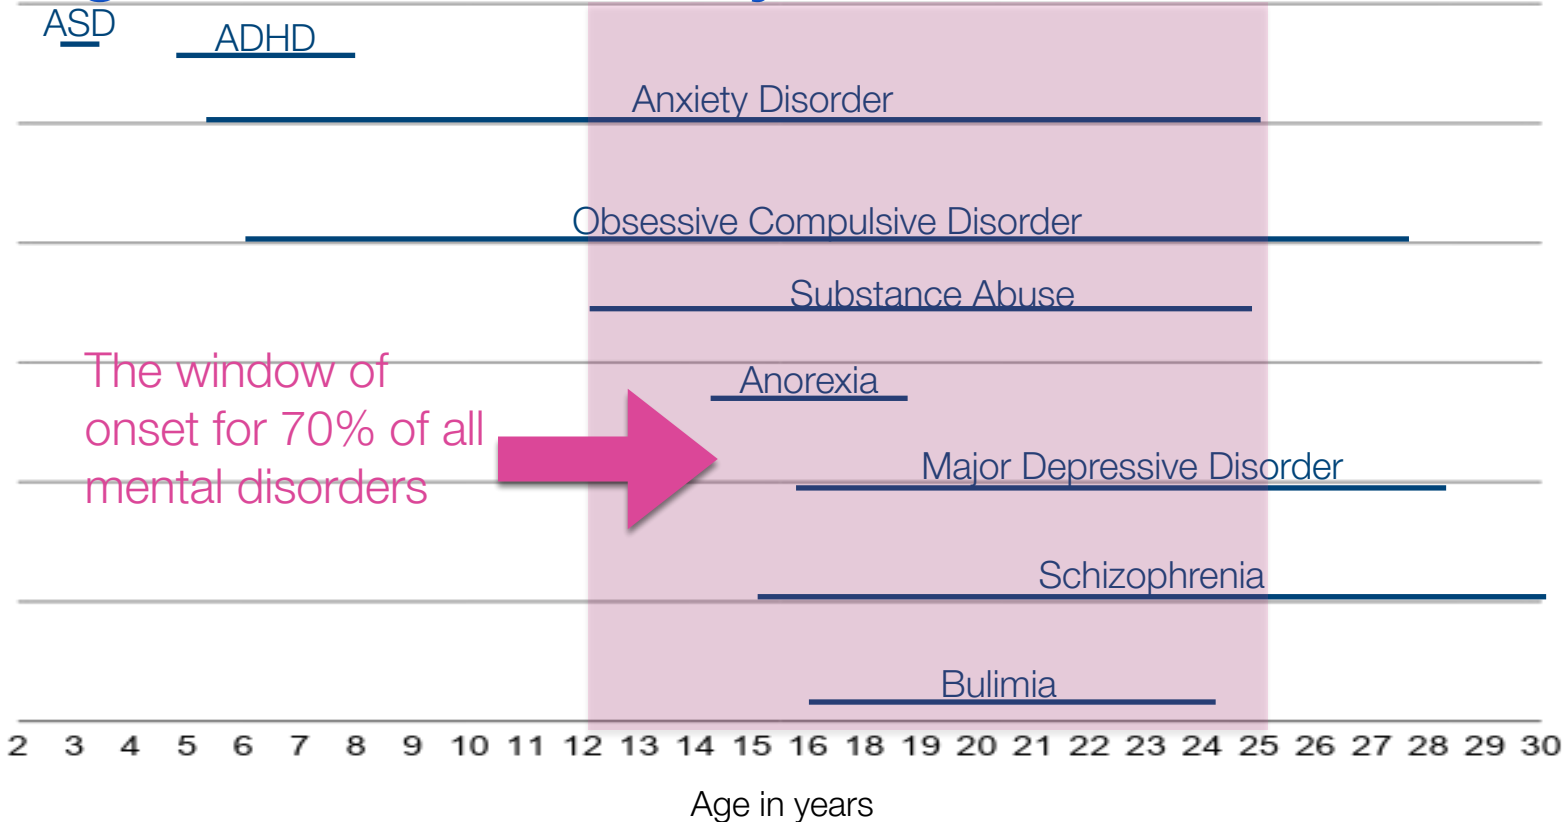 ASD
ADHD
Anxiety Disorder
Obsessive Compulsive Disorder
Substance Abuse
The window of
onset for 70% of all
mental disorders
Anorexia
Major Depressive Disorder
Schizophrenia
Bulimia
2 3 4 5 6 7 8 9 10 11 12 13 14 15 16 18 19 20 21 22 23 24 25 26 27 28 29 30
Age in years